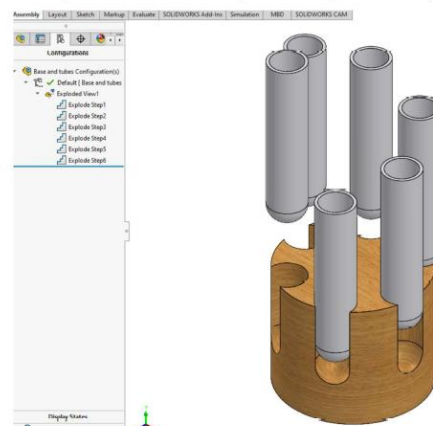 Assembly Layout Sketch Markup Evaluate SOLIDWORKS Add-Ins Simulation MBD SOLIDWORKS CAM
Configurations
Base and tubes Configuration(s)
Default [ Base and tubes
Exploded View1
Explode Step1
Explode Step2
Explode Step3
Explode Step4
Explode Step5
Explode Step6
Display States